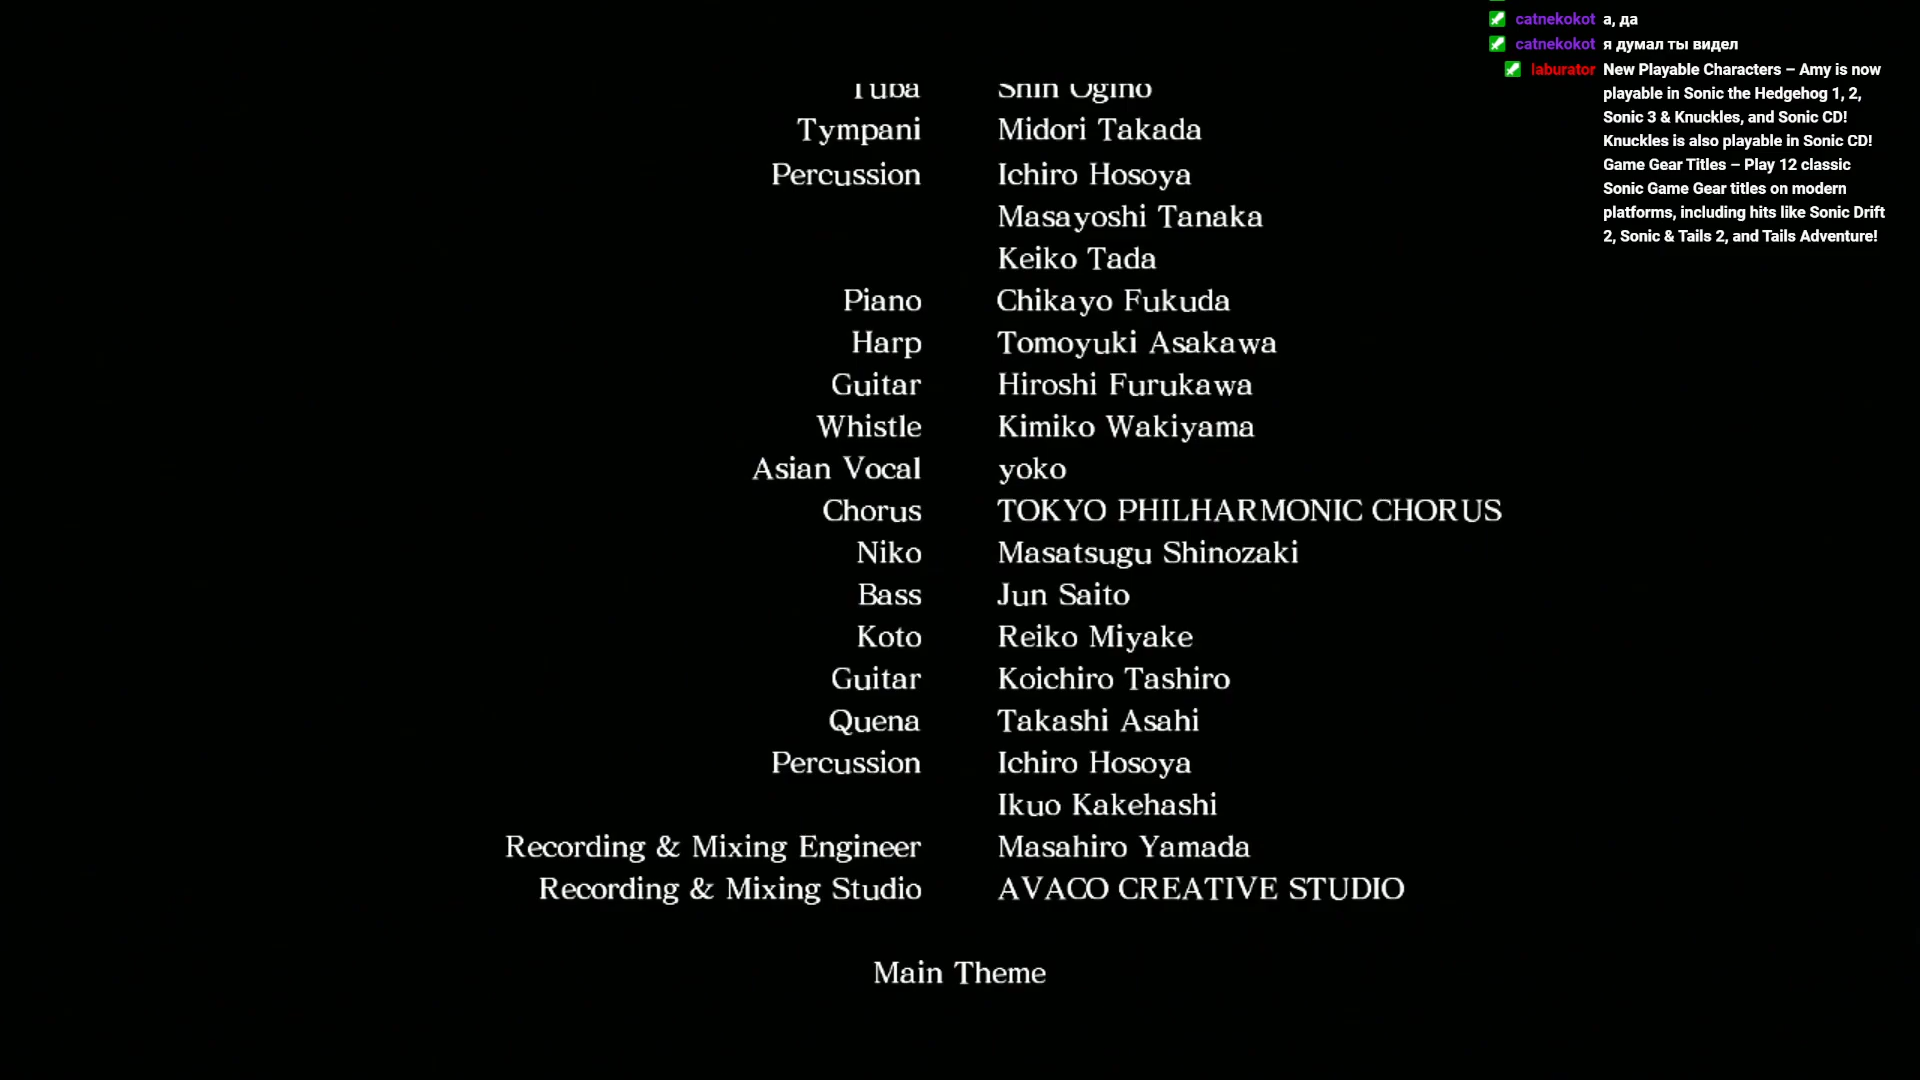 Tuba Shin Ogino
Tympani Midori Takada
Percussion Ichiro Hosoya
Masayoshi Tanaka
Keiko Tada
Piano Chikayo Fukuda
Harp Tomoyuki Asakawa
Guitar Hiroshi Furukawa
Whistle Kimiko Wakiyama
Asian Vocal yoko
Chorus TOKYO PHILHARMONIC CHORUS
Niko Masatsugu Shinozaki
Bass Jun Saito
Koto Reiko Miyake
Guitar Koichiro Tashiro
Quena Takashi Asahi
Percussion Ichiro Hosoya
Ikuo Kakehashi
Recording & Mixing Engineer Masahiro Yamada
Recording & Mixing Studio AVACO CREATIVE STUDIO
Main Theme
catnekokot а, да
catnekokot я думал ты видел
laburator New Playable Characters – Amy is now
playable in Sonic the Hedgehog 1, 2,
Sonic 3 & Knuckles, and Sonic CD!
Knuckles is also playable in Sonic CD!
Game Gear Titles – Play 12 classic
Sonic Game Gear titles on modern
platforms, including hits like Sonic Drift
2, Sonic & Tails 2, and Tails Adventure!